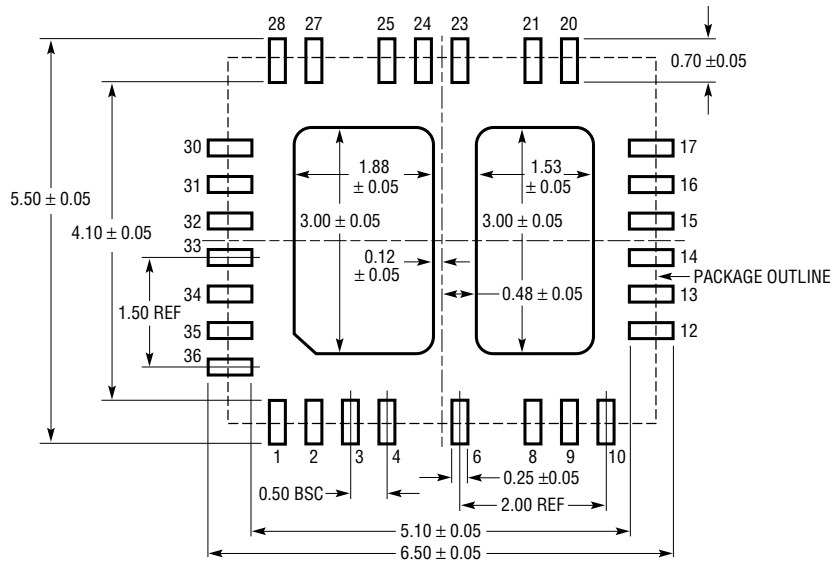 28 27 25 24 23 21 20
0.70 ±0.05
30
31
32
33
34
35
36
17
16
15
14
13
12
5.50 ± 0.05
4.10 ± 0.05
1.50 REF
1.88
± 0.05
3.00 ± 0.05
1.53
± 0.05
3.00 ± 0.05
0.12
± 0.05
0.48 ± 0.05
PACKAGE OUTLINE
1 2 3 4 6 8 9 10
0.50 BSC
0.25 ±0.05
2.00 REF
5.10 ± 0.05
6.50 ± 0.05